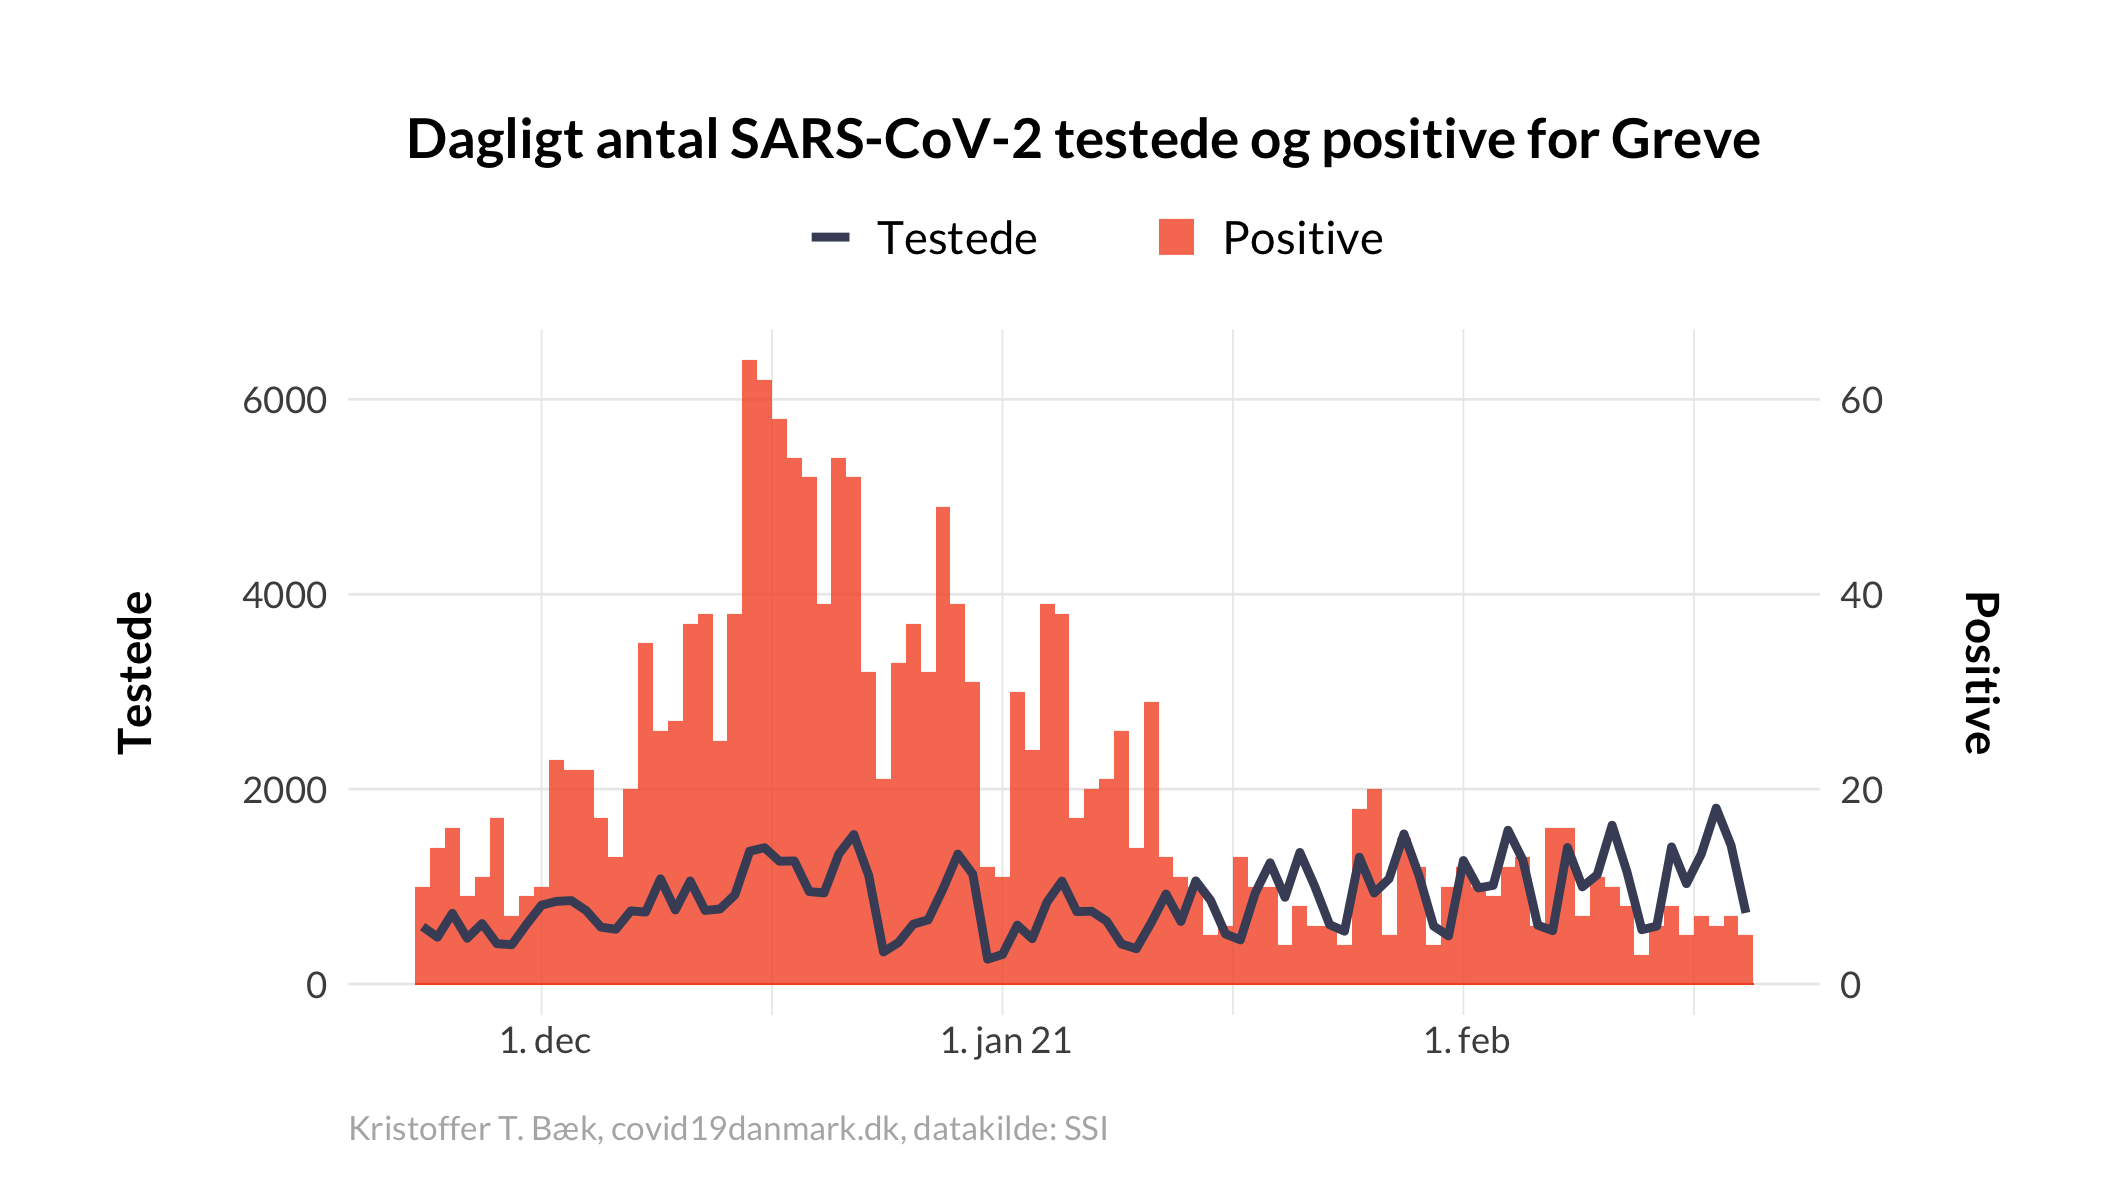 Dagligt antal SARS-CoV-2 testede og positive for Greve
Testede
Positive
6000
4000
2000
0
Testede
60
40
20
0
Positive
1. dec
1. jan 21
1. feb
Kristoffer T. Bæk, covid19danmark.dk, datakilde: SSI